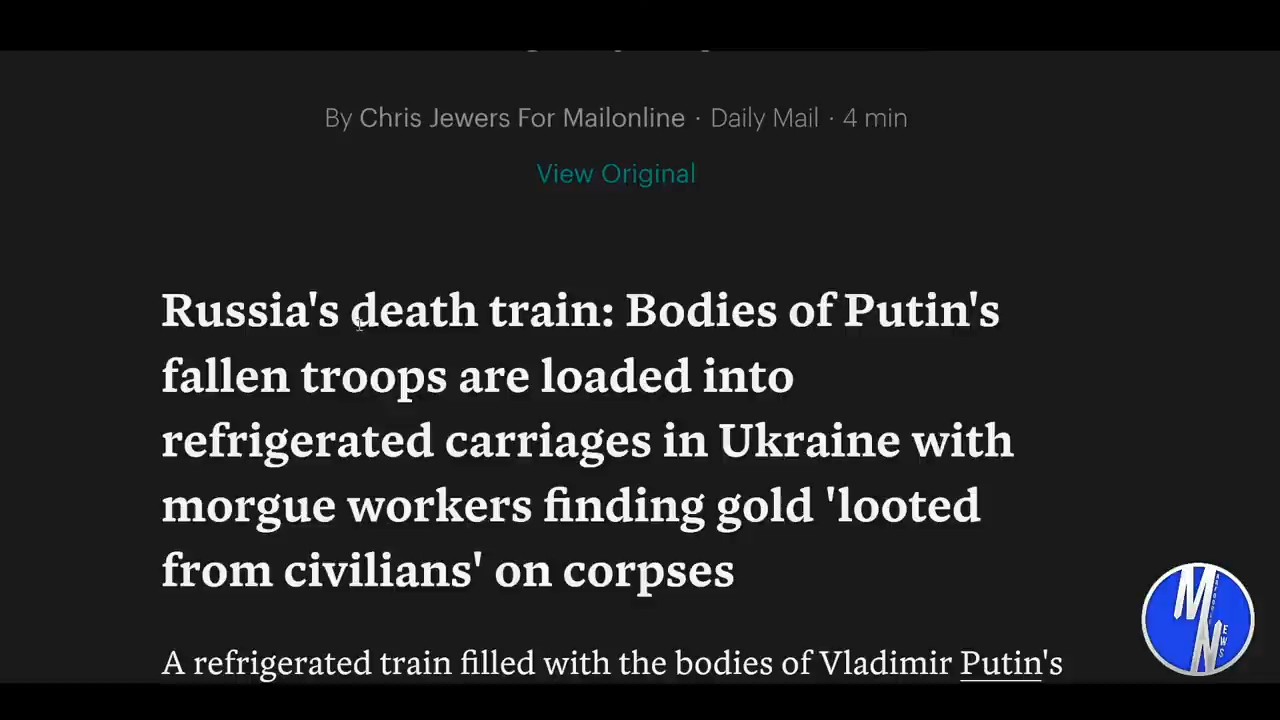 By Chris Jewers For Mailonline · Daily Mail · 4 min
View Original
Russia's death train: Bodies of Putin's
fallen troops are loaded into
refrigerated carriages in Ukraine with
morgue workers finding gold 'looted
from civilians' on corpses
A refrigerated train filled with the bodies of Vladimir Putin's
M
N
EWS